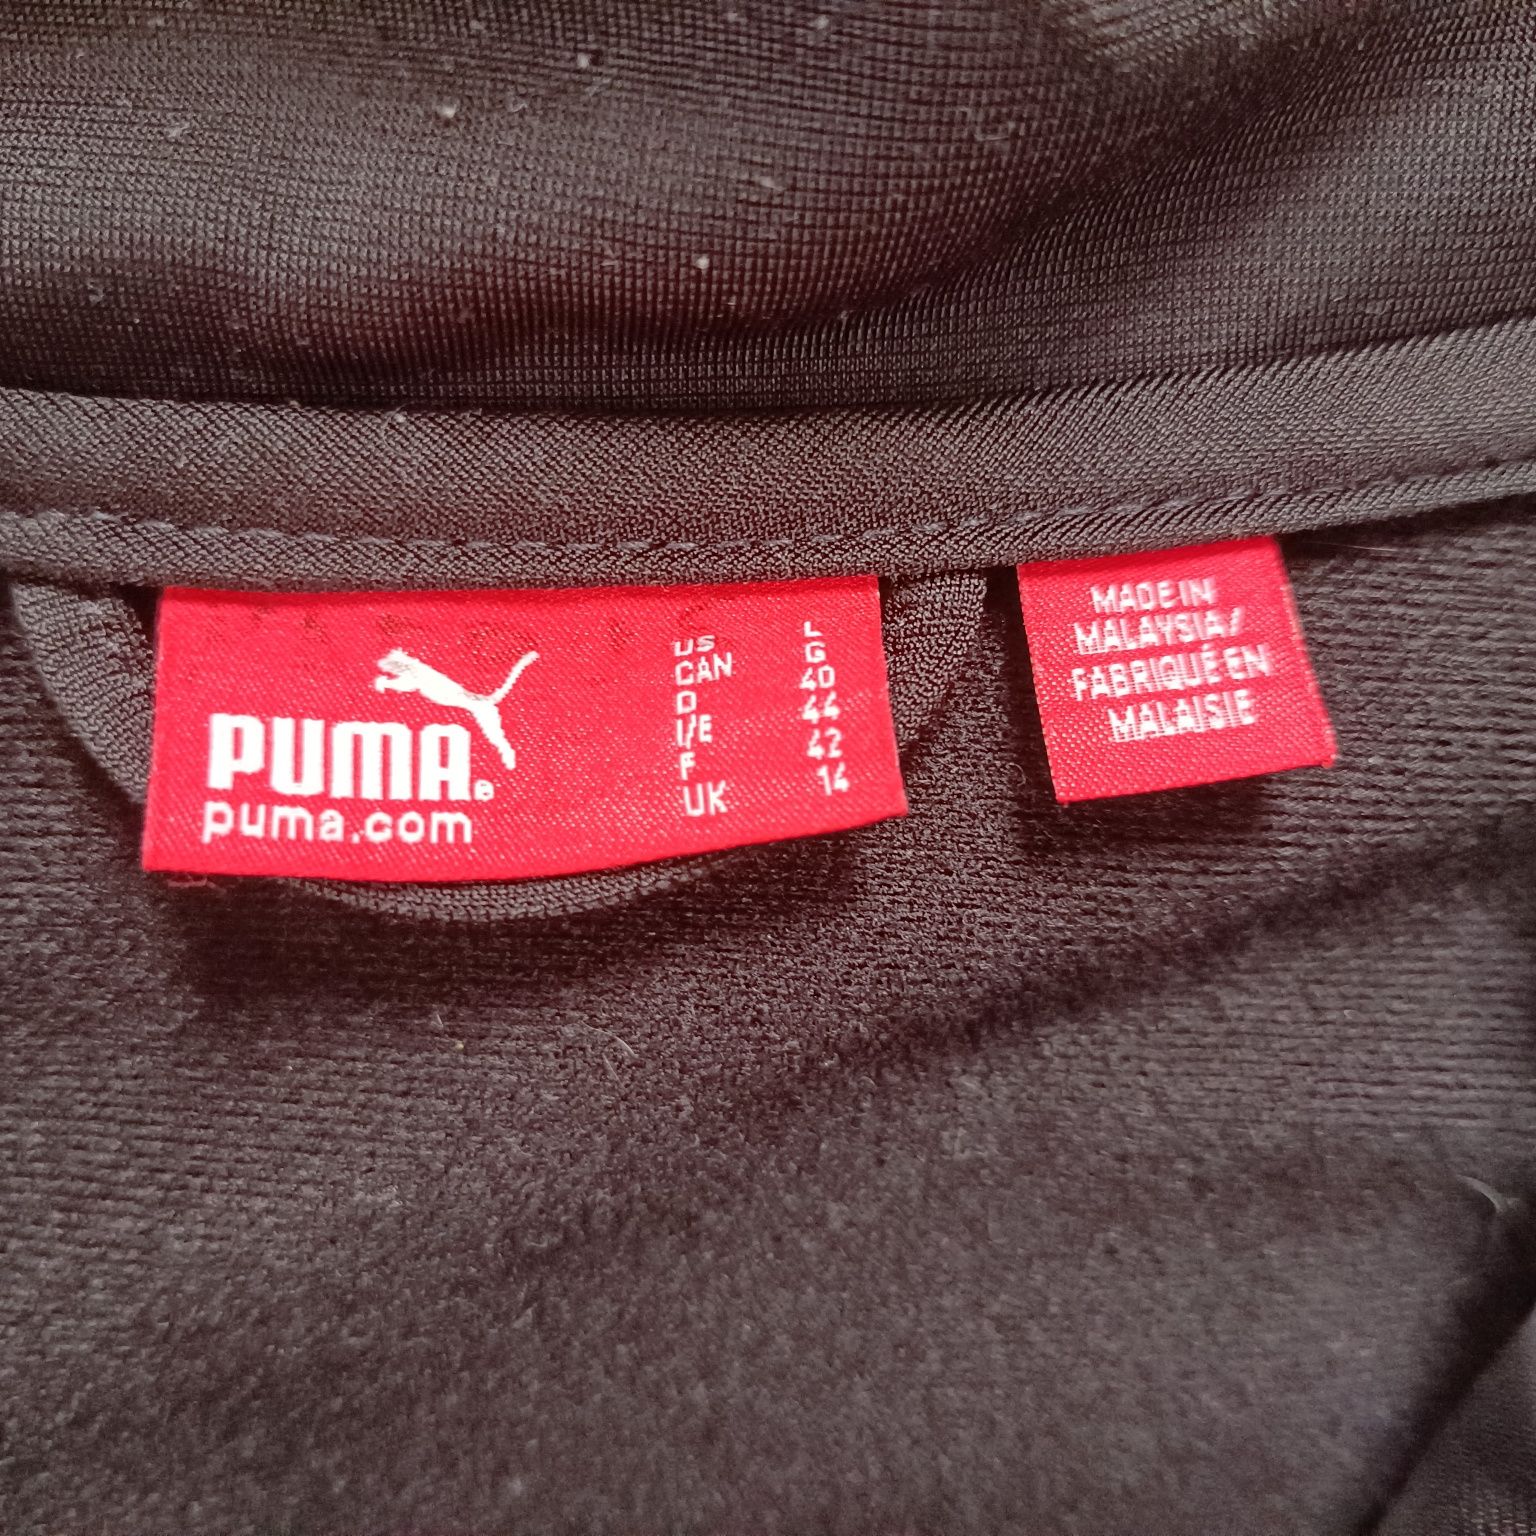 PUMA®
puma.com
US L
CAN G
D 40
I/E 44
F 42
UK 14
MADE IN
MALAYSIA/
FABRIQUÉ EN
MALAISIE